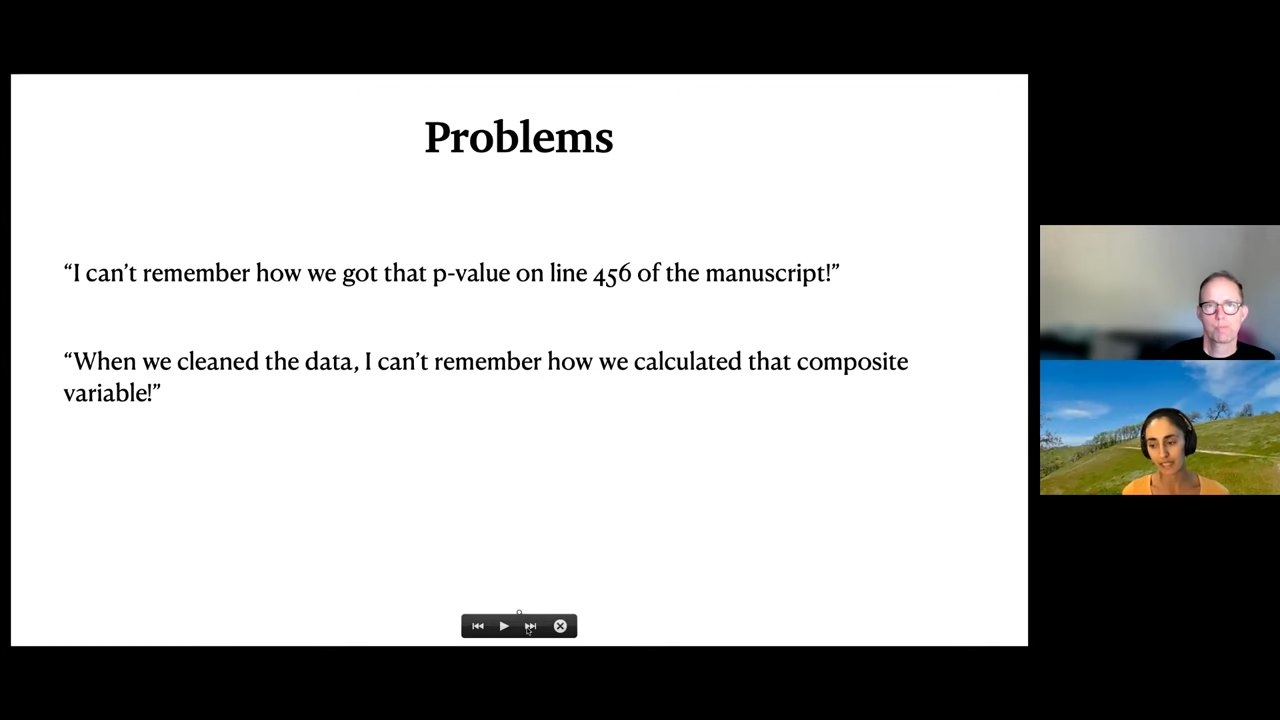 Problems
“I can’t remember how we got that p-value on line 456 of the manuscript!”
“When we cleaned the data, I can’t remember how we calculated that composite
variable!”